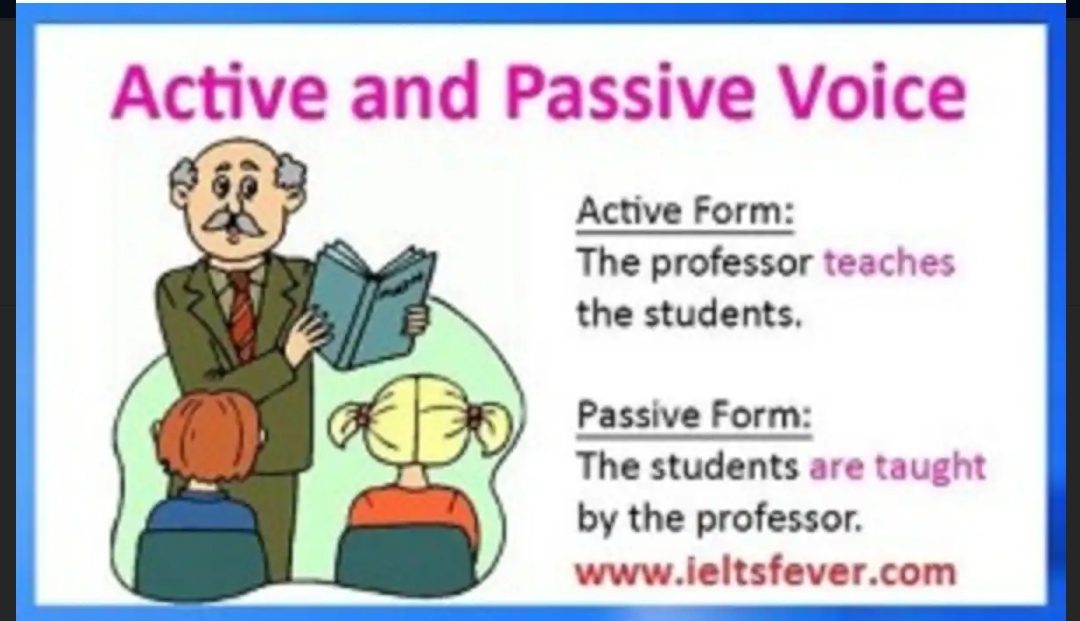 Active and Passive Voice
Active Form:
The professor teaches
the students.
Passive Form:
The students are taught
by the professor.
www.ieltsfever.com